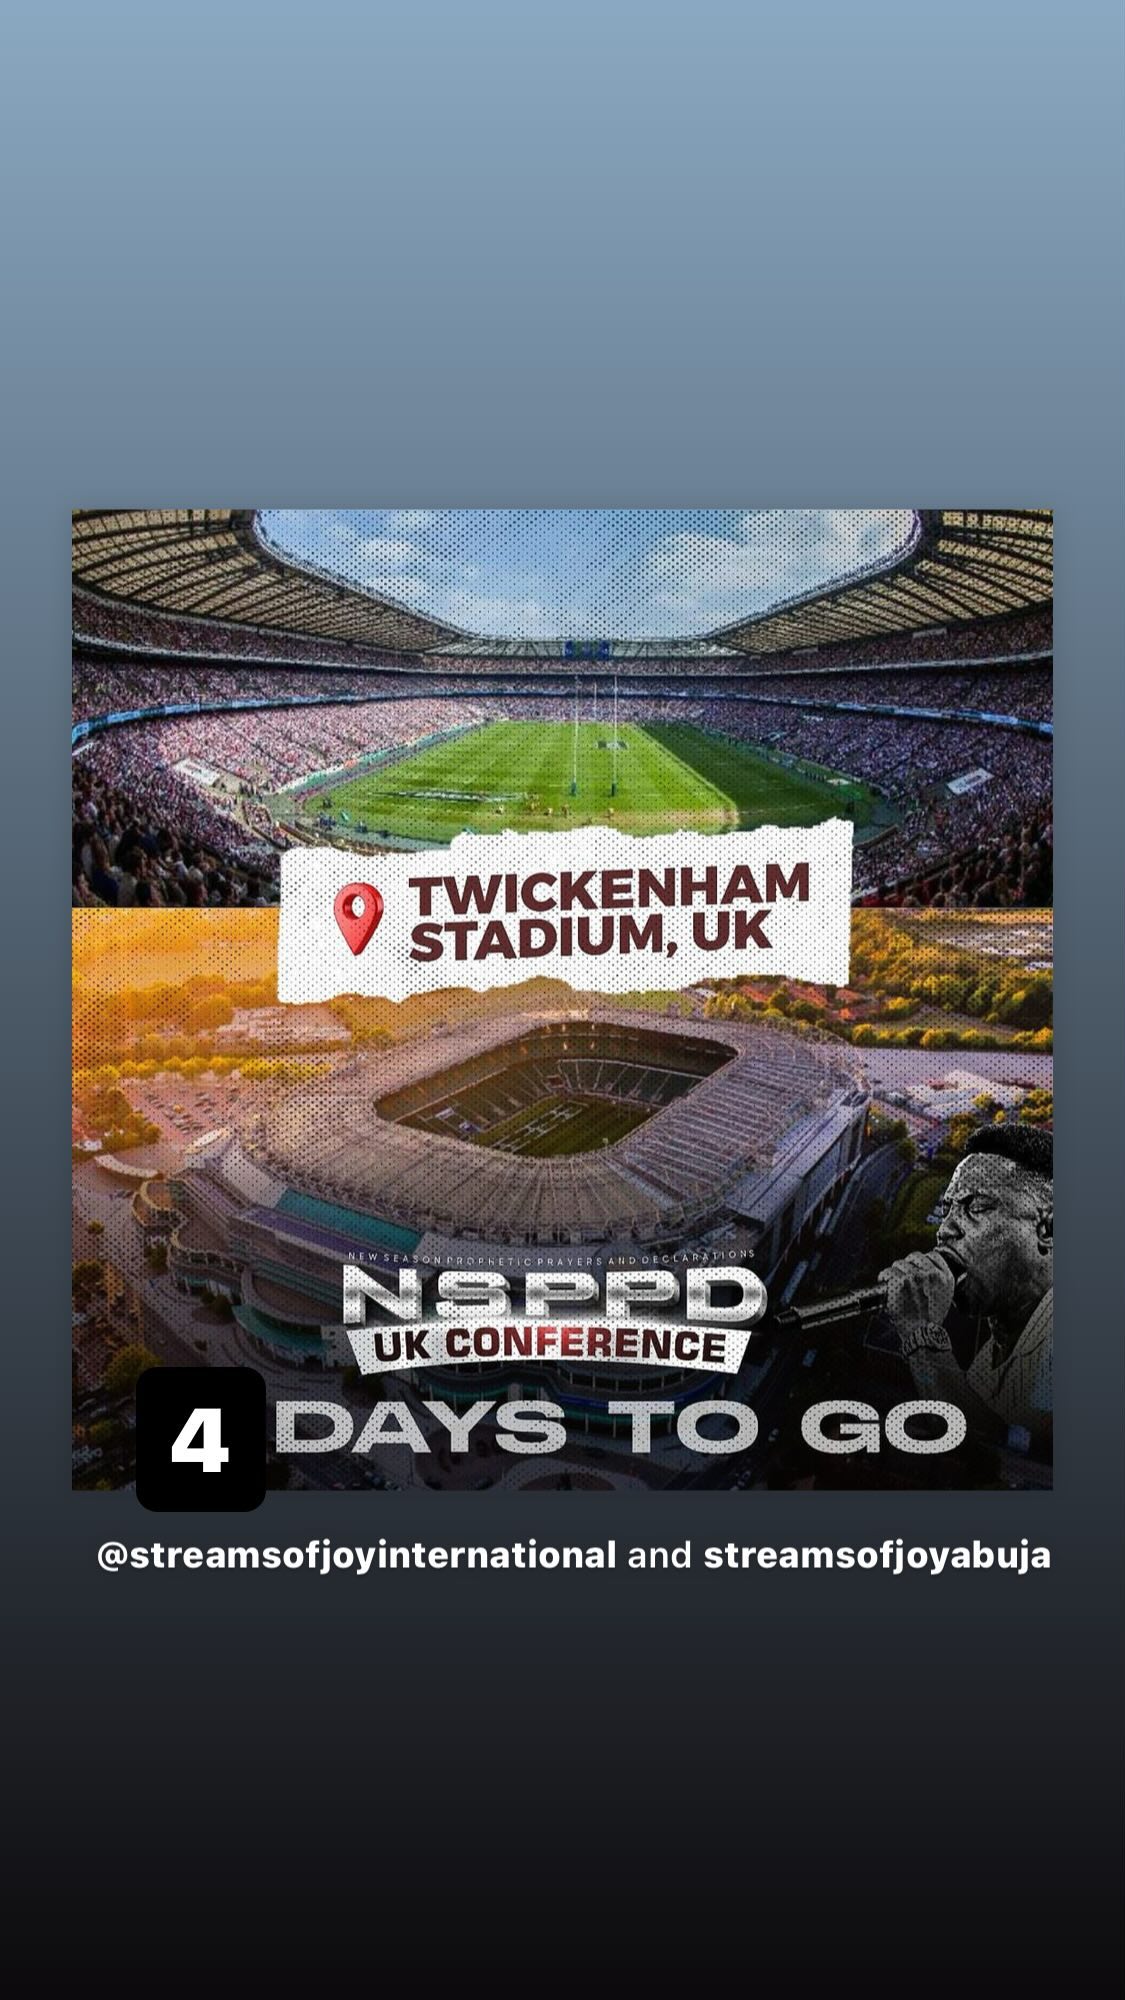 TWICKENHAM
STADIUM, UK
NEW SEASON PROPHETIC PRAYERS AND DECLARATIONS
NSPPD
UK CONFERENCE
4 DAYS TO GO
@streamsofjoyinternational and streamsofjoyabuja